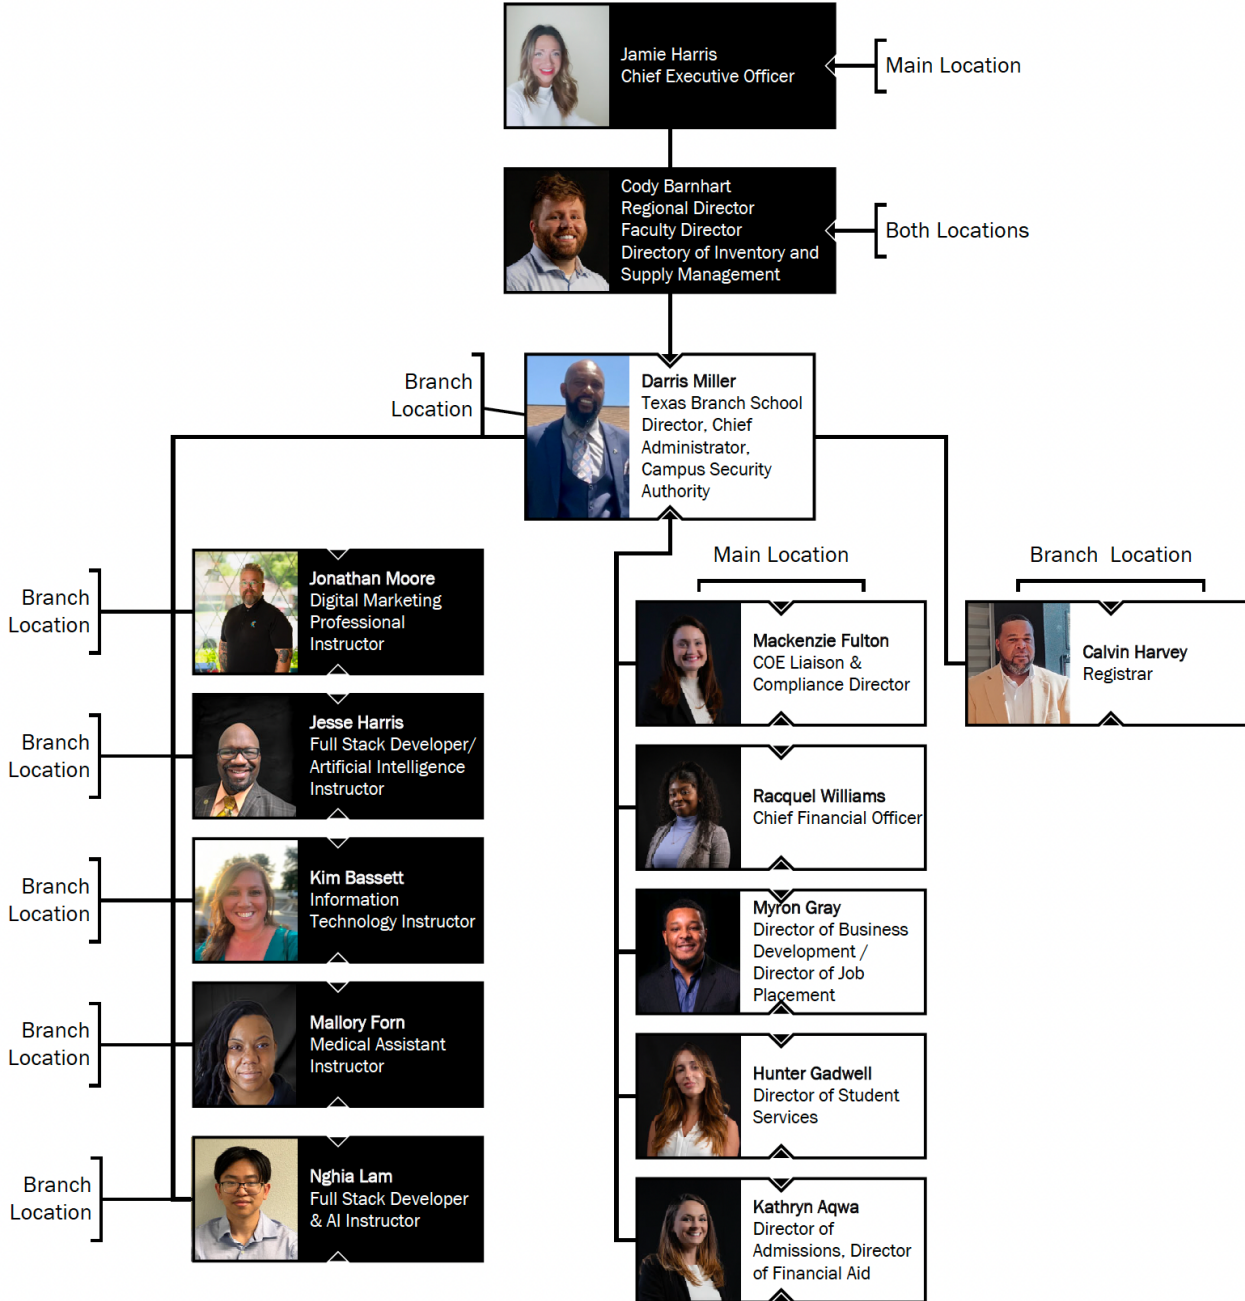 Jamie Harris
Chief Executive Officer
Main Location
Cody Barnhart
Regional Director
Faculty Director
Directory of Inventory and
Supply Management
Both Locations
Branch
Location
Darris Miller
Texas Branch School
Director, Chief
Administrator,
Campus Security
Authority
Branch
Location
Jonathan Moore
Digital Marketing
Professional
Instructor
Branch
Location
Jesse Harris
Full Stack Developer/
Artificial Intelligence
Instructor
Branch
Location
Kim Bassett
Information
Technology Instructor
Branch
Location
Mallory Forn
Medical Assistant
Instructor
Branch
Location
Nghia Lam
Full Stack Developer
& AI Instructor
Main Location
Mackenzie Fulton
COE Liaison &
Compliance Director
Racquel Williams
Chief Financial Officer
Myron Gray
Director of Business
Development /
Director of Job
Placement
Hunter Gadwell
Director of Student
Services
Kathryn Aqwa
Director of
Admissions, Director
of Financial Aid
Branch Location
Calvin Harvey
Registrar